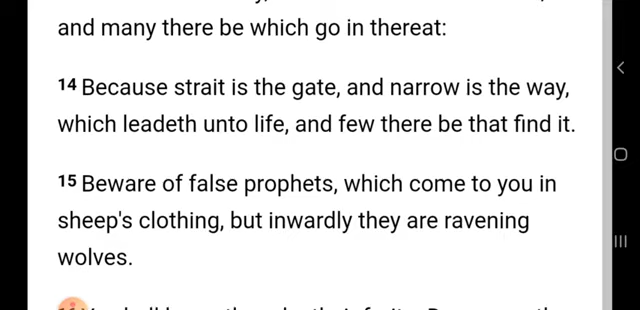 and many there be which go in thereat:
14 Because strait is the gate, and narrow is the way,
which leadeth unto life, and few there be that find it.
15 Beware of false prophets, which come to you in
sheep's clothing, but inwardly they are ravening
wolves.